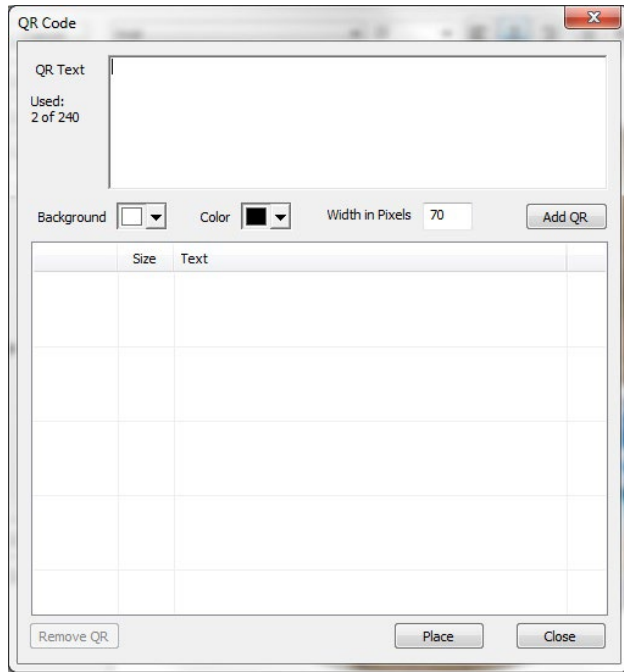 QR Code
QR Text
Used:
2 of 240
Background
Color
Width in Pixels
70
Add QR
Size
Text
Remove QR
Place
Close